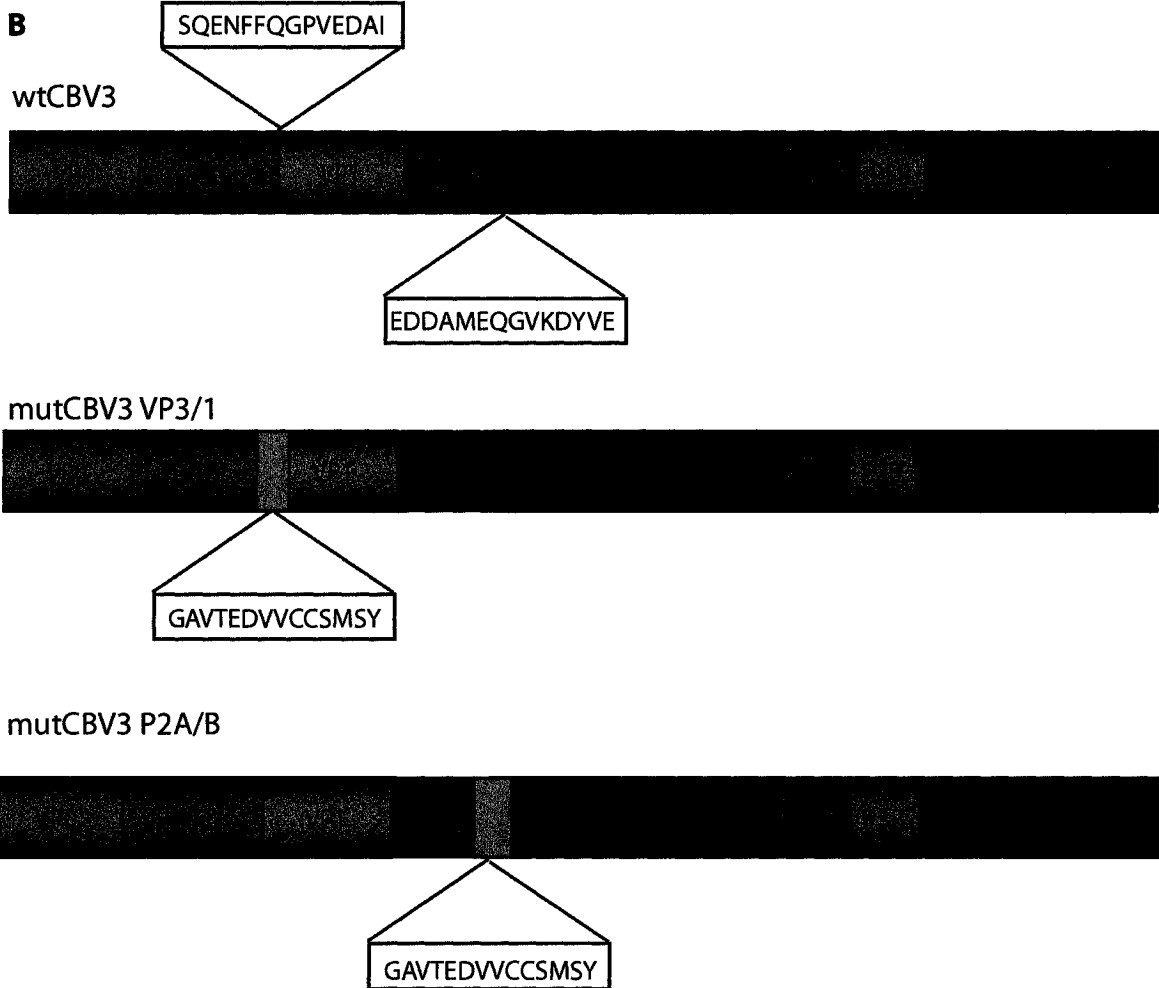 B
SQENFFQGPVEDAI
wtCBV3
EDDAMEQGVKDYVE
mutCBV3 VP3/1
GAVTEDVVCCSMSY
mutCBV3 P2A/B
GAVTEDVVCCSMSY